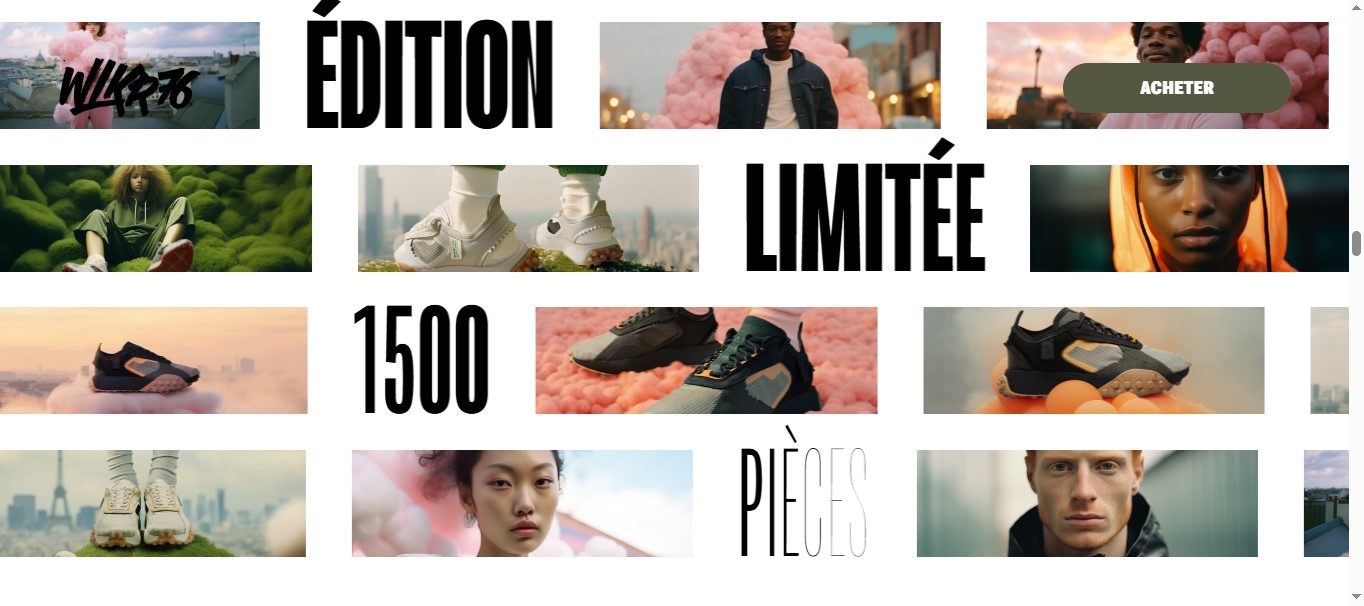 WLKR76
ÉDITION
ACHETER
LIMITÉE
1500
PIÈCES